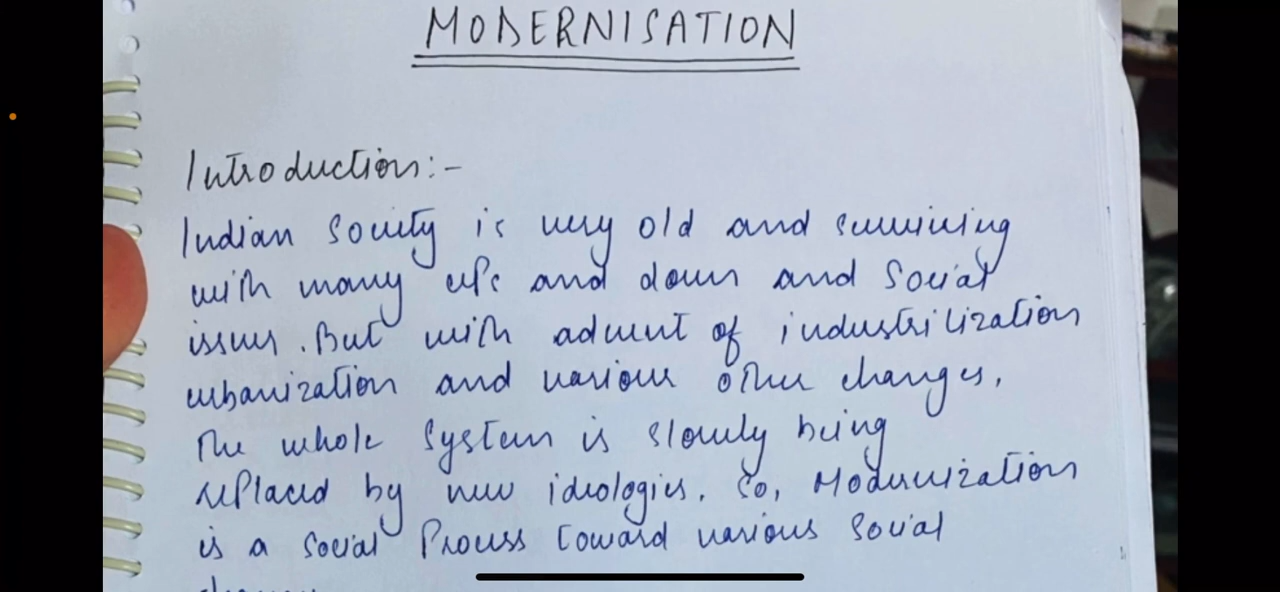 MODERNISATION
Introduction:-
Indian Society is very old and surviving
with many ups and down and Social
issues. But with advent of industrilization
urbanization and various other changes.
The whole System is slowly being
replaced by new ideologies. So, Modernization
is a Social Process toward various Social